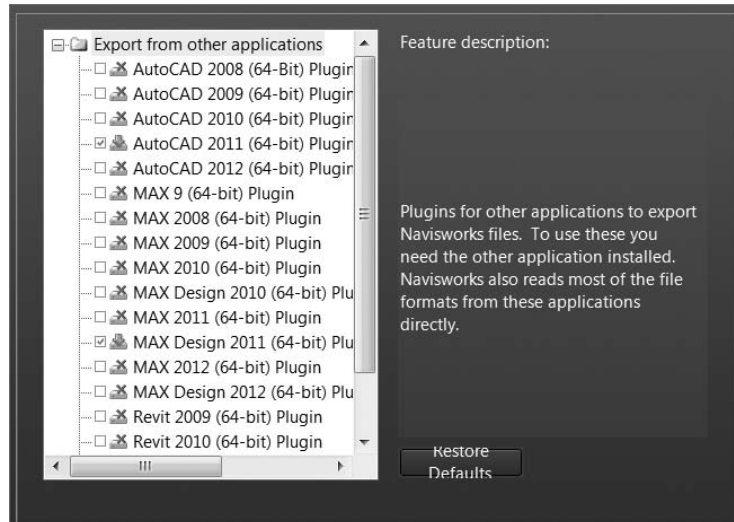 Export from other applications
AutoCAD 2008 (64-Bit) Plugin
AutoCAD 2009 (64-Bit) Plugin
AutoCAD 2010 (64-Bit) Plugin
AutoCAD 2011 (64-Bit) Plugin
AutoCAD 2012 (64-Bit) Plugin
MAX 9 (64-bit) Plugin
MAX 2008 (64-bit) Plugin
MAX 2009 (64-bit) Plugin
MAX 2010 (64-bit) Plugin
MAX Design 2010 (64-bit) Plu
MAX 2011 (64-bit) Plugin
MAX Design 2011 (64-bit) Plu
MAX 2012 (64-bit) Plugin
MAX Design 2012 (64-bit) Plu
Revit 2009 (64-bit) Plugin
Revit 2010 (64-bit) Plugin
Feature description:
Plugins for other applications to export
Navisworks files. To use these you
need the other application installed.
Navisworks also reads most of the file
formats from these applications
directly.
Restore
Defaults